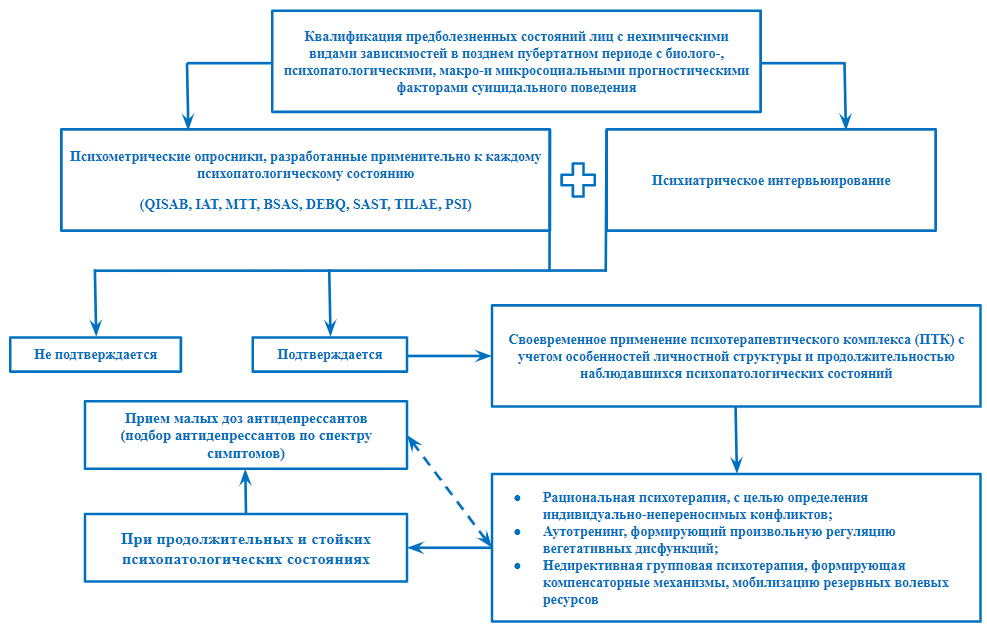 Квалификация предболезненных состояний лиц с нехимическими
видами зависимостей в позднем пубертатном периоде с биолого-,
психопатологическими, макро-и микросоциальными прогностическими
факторами суицидального поведения
Психометрические опросники, разработанные применительно к каждому
психопатологическому состоянию
(QISAB, IAT, MTT, BSAS, DEBQ, SAST, TILAE, PSI)
Психиатрическое интервьюирование
Не подтверждается
Подтверждается
Своевременное применение психотерапевтического комплекса (ПТК) с
учетом особенностей личностной структуры и продолжительностью
наблюдавшихся психопатологических состояний
Прием малых доз антидепрессантов
(подбор антидепрессантов по спектру
симптомов)
При продолжительных и стойких
психопатологических состояниях
● Рациональная психотерапия, с целью определения
индивидуально-непереносимых конфликтов;
● Аутотренинг, формирующий произвольную регуляцию
вегетативных дисфункций;
● Недирективная групповая психотерапия, формирующая
компенсаторные механизмы, мобилизацию резервных волевых
ресурсов